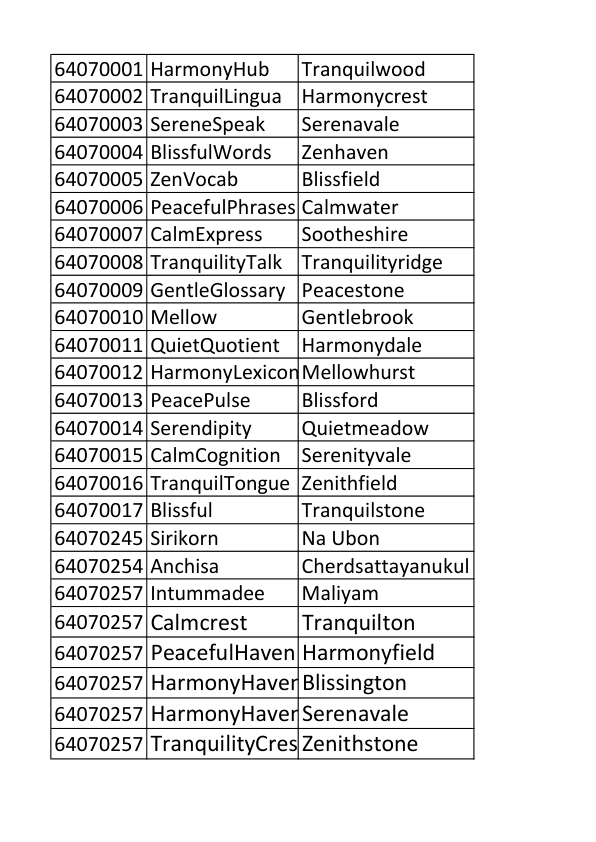 64070001 HarmonyHub Tranquilwood
64070002 TranquilLingua Harmonycrest
64070003 SereneSpeak Serenavale
64070004 BlissfulWords Zenhaven
64070005 ZenVocab Blissfield
64070006 PeacefulPhrases Calmwater
64070007 CalmExpress Sootheshire
64070008 TranquilityTalk Tranquilityridge
64070009 GentleGlossary Peacestone
64070010 Mellow Gentlebrook
64070011 QuietQuotient Harmonydale
64070012 HarmonyLexicon Mellowhurst
64070013 PeacePulse Blissford
64070014 Serendipity Quietmeadow
64070015 CalmCognition Serenityvale
64070016 TranquilTongue Zenithfield
64070017 Blissful Tranquilstone
64070245 Sirikorn Na Ubon
64070254 Anchisa Cherdsattayanukul
64070257 Intummadee Maliyam
64070257 Calmcrest Tranquilton
64070257 PeacefulHaven Harmonyfield
64070257 HarmonyHaver Blissington
64070257 HarmonyHaver Serenavale
64070257 TranquilityCres Zenithstone